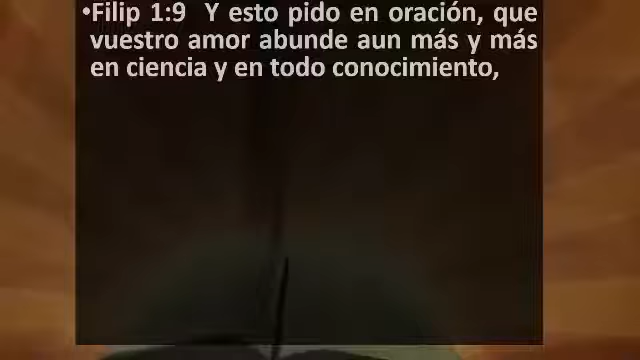 •Filip 1:9 Y esto pido en oración, que
vuestro amor abunde aun más y más
en ciencia y en todo conocimiento,